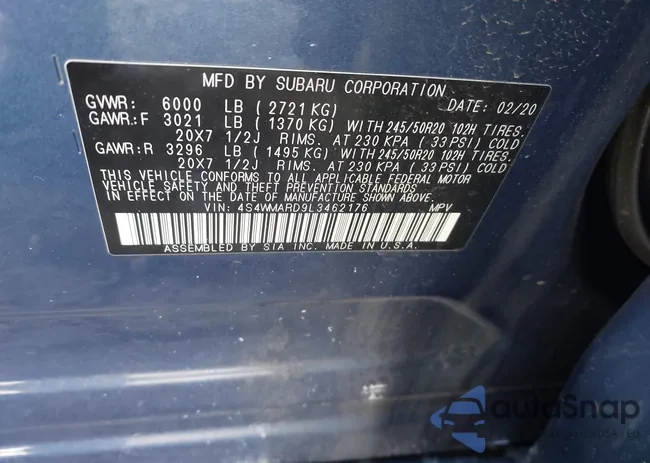 MFD BY SUBARU CORPORATION
GVWR: 6000 LB (2721 KG) DATE: 02/20
GAWR: F 3021 LB (1370 KG) WITH 245/50R20 102H TIRES.
20X7 1/2J RIMS. AT 230 KPA (33 PSI) COLD
GAWR: R 3296 LB (1495 KG) WITH 245/50R20 102H TIRES.
20X7 1/2J RIMS. AT 230 KPA (33 PSI) COLD
THIS VEHICLE CONFORMS TO ALL APPLICABLE FEDERAL MOTOR
VEHICLE SAFETY AND THEFT PREVENTION STANDARDS
IN EFFECT ON THE DATE OF MANUFACTURE SHOWN ABOVE.
VIN: 4S4WMARD9L3462176 MPV
ASSEMBLED BY SIA INC. MADE IN U.S.A.
autoSnap